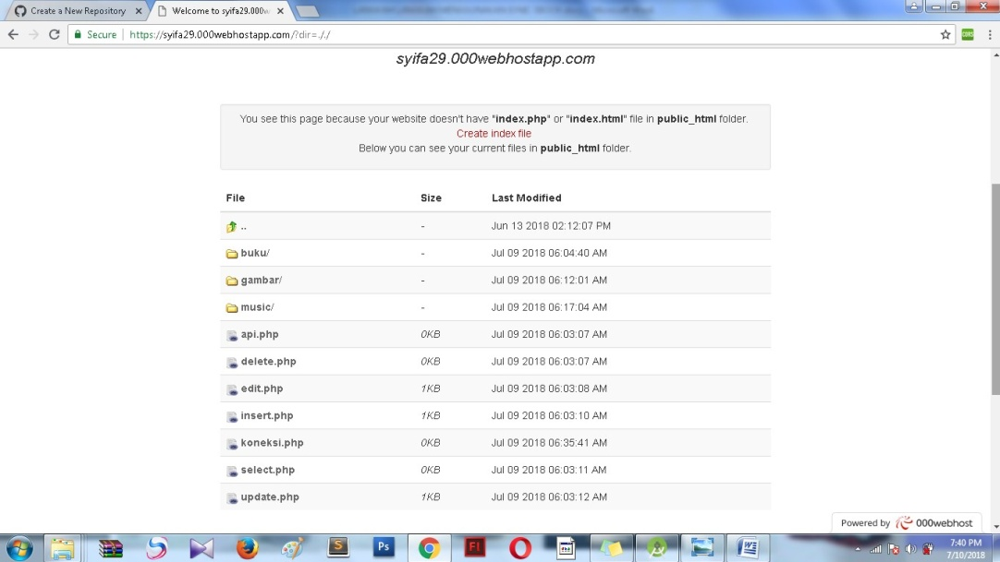 Create a New Repository
Welcome to syifa29.000w
Secure
https://syifa29.000webhostapp.com/?dir=././
CORS
syifa29.000webhostapp.com
You see this page because your website doesn't have "index.php" or "index.html" file in public_html folder.
Create index file
Below you can see your current files in public_html folder.
File Size Last Modified
.. - Jun 13 2018 02:12:07 PM
buku/ - Jul 09 2018 06:04:40 AM
gambar/ - Jul 09 2018 06:12:01 AM
music/ - Jul 09 2018 06:17:04 AM
api.php 0KB Jul 09 2018 06:03:07 AM
delete.php 0KB Jul 09 2018 06:03:07 AM
edit.php 1KB Jul 09 2018 06:03:08 AM
insert.php 1KB Jul 09 2018 06:03:10 AM
koneksi.php 0KB Jul 09 2018 06:35:41 AM
select.php 0KB Jul 09 2018 06:03:11 AM
update.php 1KB Jul 09 2018 06:03:12 AM
Powered by 000webhost
S
Ps
Fl
W
7:40 PM
7/10/2018